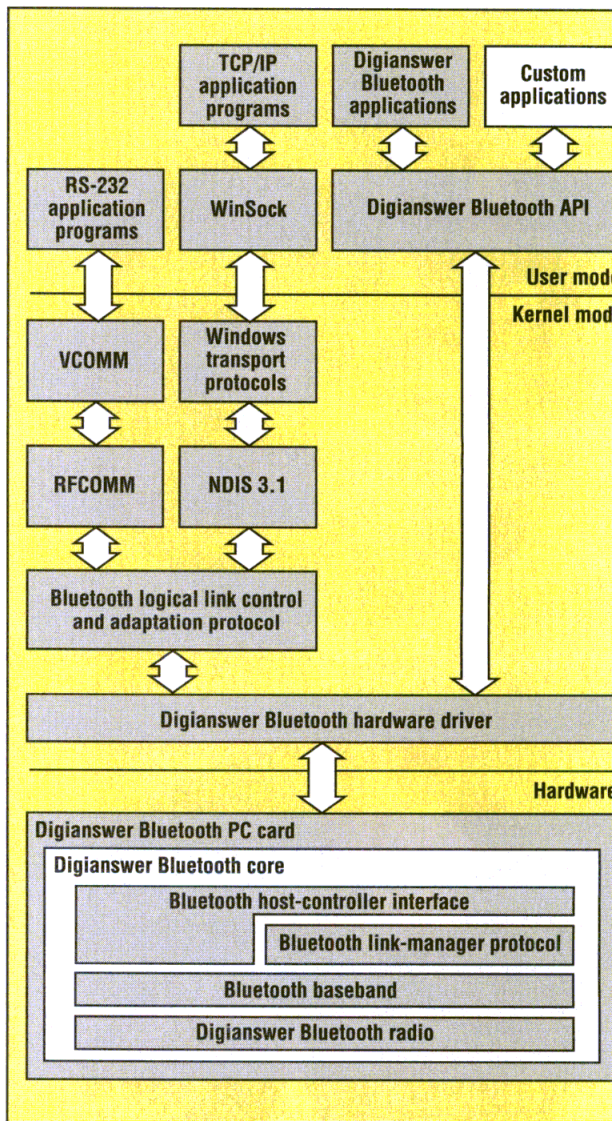 TCP/IP
application
programs
Digianswer
Bluetooth
applications
Custom
applications
RS-232
application
programs
WinSock
Digianswer Bluetooth API
User mode
Kernel mod
VCOMM
Windows
transport
protocols
RFCOMM
NDIS 3.1
Bluetooth logical link control
and adaptation protocol
Digianswer Bluetooth hardware driver
Hardware
Digianswer Bluetooth PC card
Digianswer Bluetooth core
Bluetooth host-controller interface
Bluetooth link-manager protocol
Bluetooth baseband
Digianswer Bluetooth radio